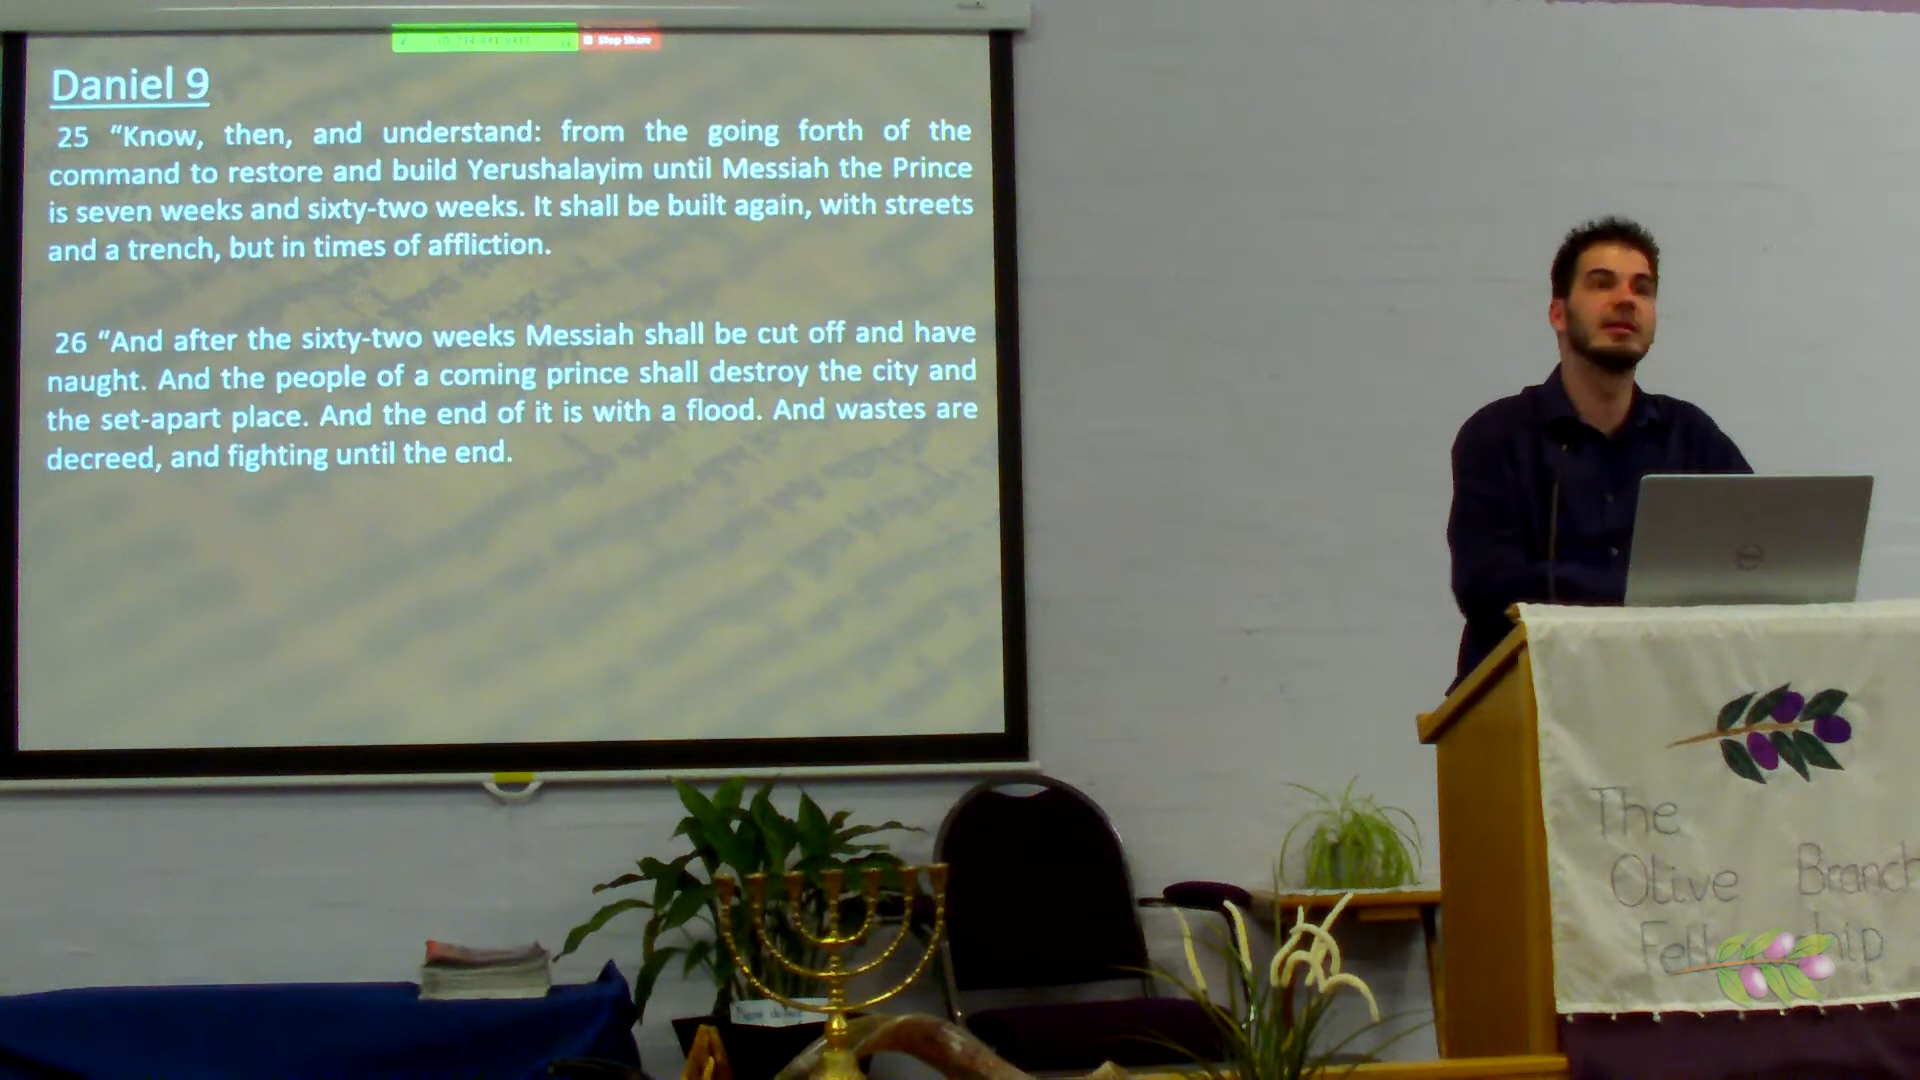 Stop Share
Daniel 9
25 “Know, then, and understand: from the going forth of the
command to restore and build Yerushalayim until Messiah the Prince
is seven weeks and sixty-two weeks. It shall be built again, with streets
and a trench, but in times of affliction.
26 “And after the sixty-two weeks Messiah shall be cut off and have
naught. And the people of a coming prince shall destroy the city and
the set-apart place. And the end of it is with a flood. And wastes are
decreed, and fighting until the end.
The
Olive Branch